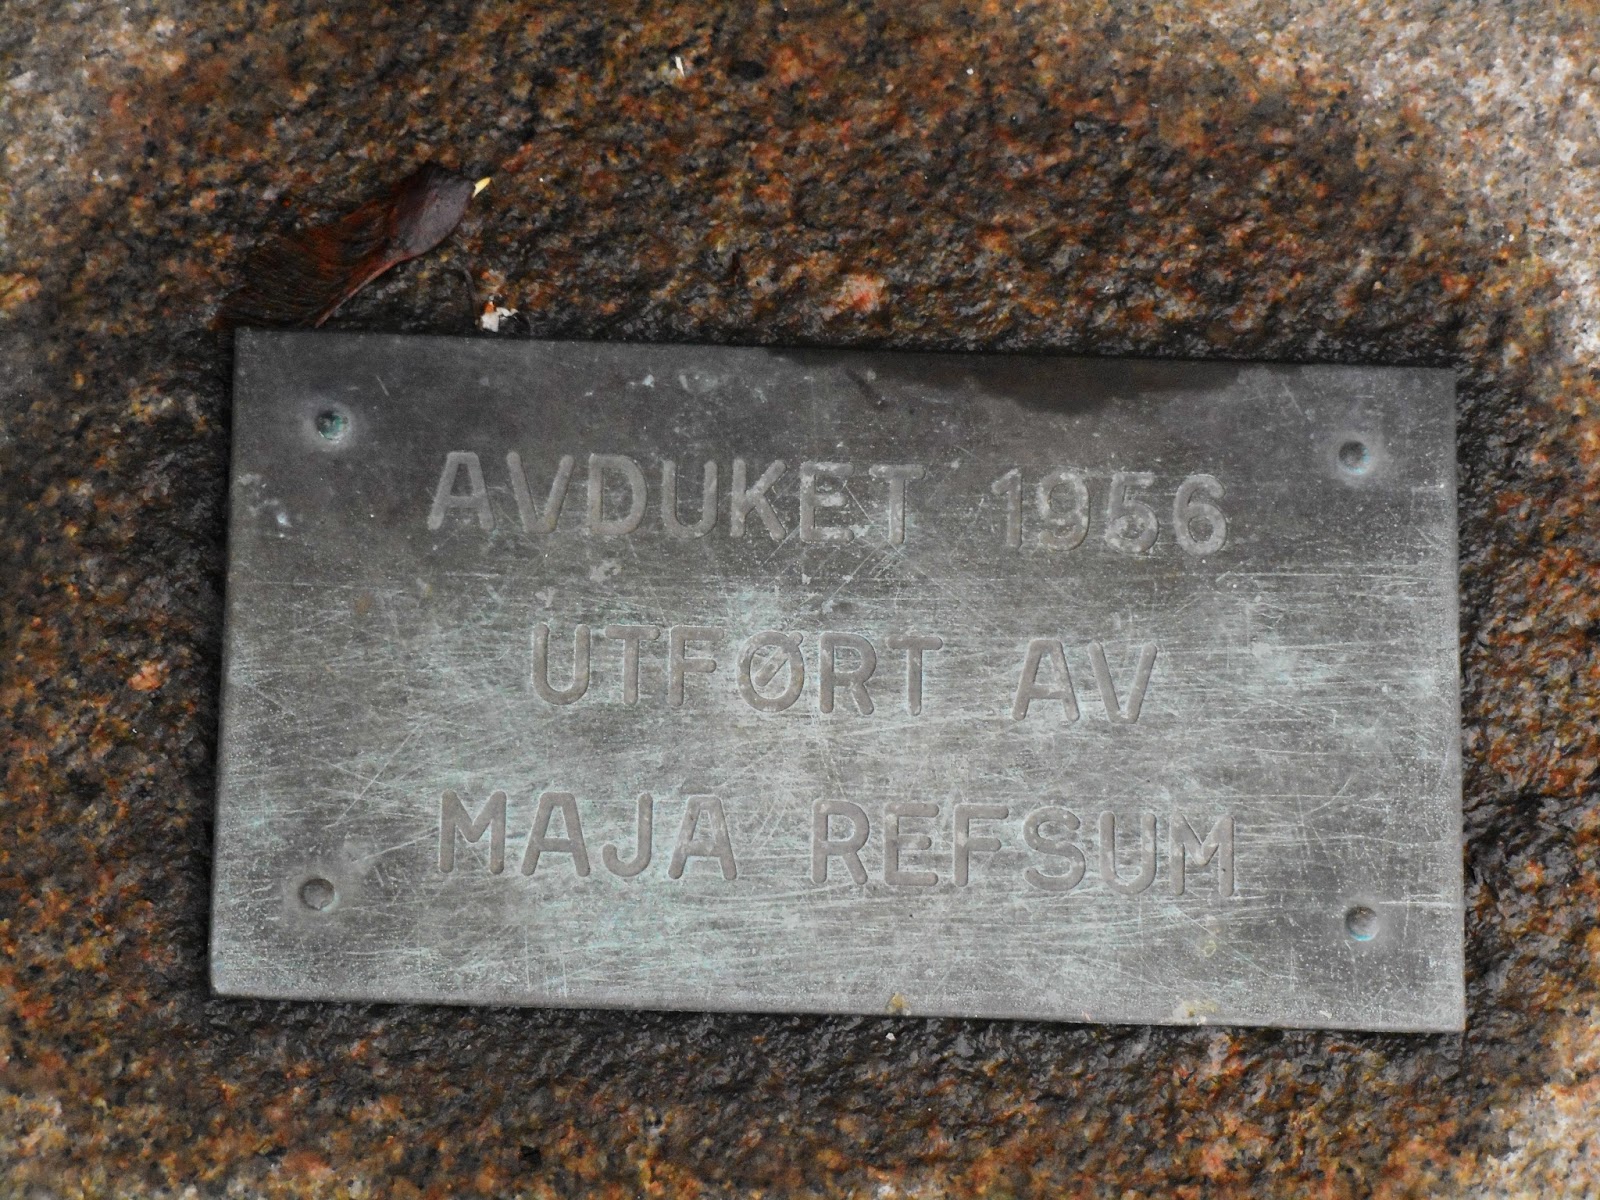 AVDUKET 1956
UTFØRT AV
MAJA REFSUM